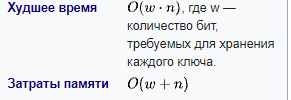 Худшее время O(w · n), где w —
количество бит,
требуемых для хранения
каждого ключа.
Затраты памяти O(w + n)